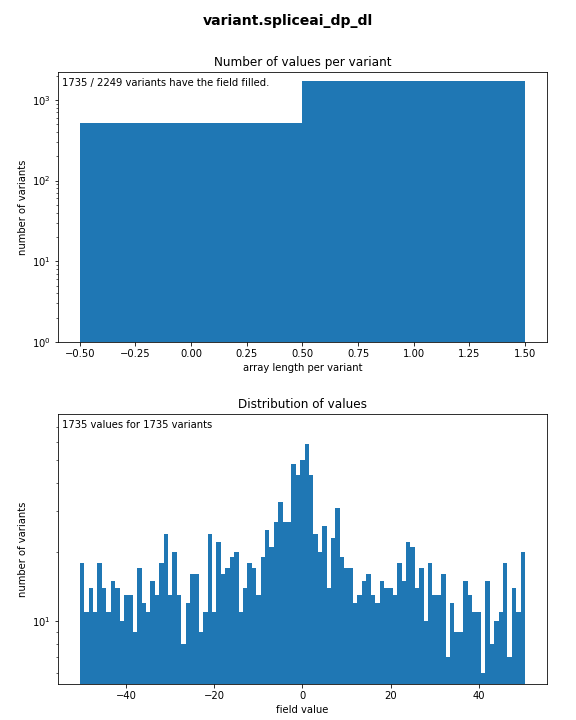 variant.spliceai_dp_dl
Number of values per variant
1735 / 2249 variants have the field filled.
number of variants
10³
10²
10¹
10⁰
−0.50 −0.25 0.00 0.25 0.50 0.75 1.00 1.25 1.50
array length per variant
Distribution of values
1735 values for 1735 variants
number of variants
10¹
−40 −20 0 20 40
field value